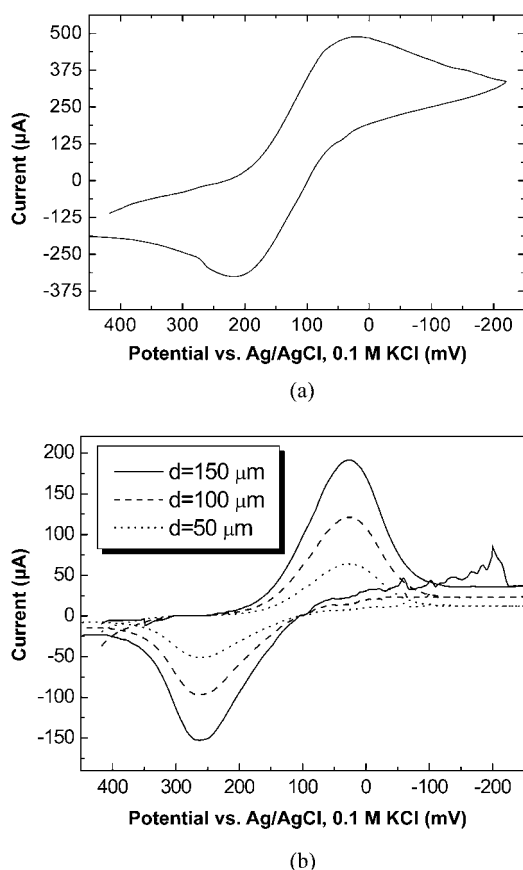 500
375
250
125
0
-125
-250
-375
Current (µA)
400 300 200 100 0 -100 -200
Potential vs. Ag/AgCl, 0.1 M KCl (mV)
(a)
200
150
100
50
0
-50
-100
-150
Current (µA)
d=150 µm
d=100 µm
d=50 µm
400 300 200 100 0 -100 -200
Potential vs. Ag/AgCl, 0.1 M KCl (mV)
(b)